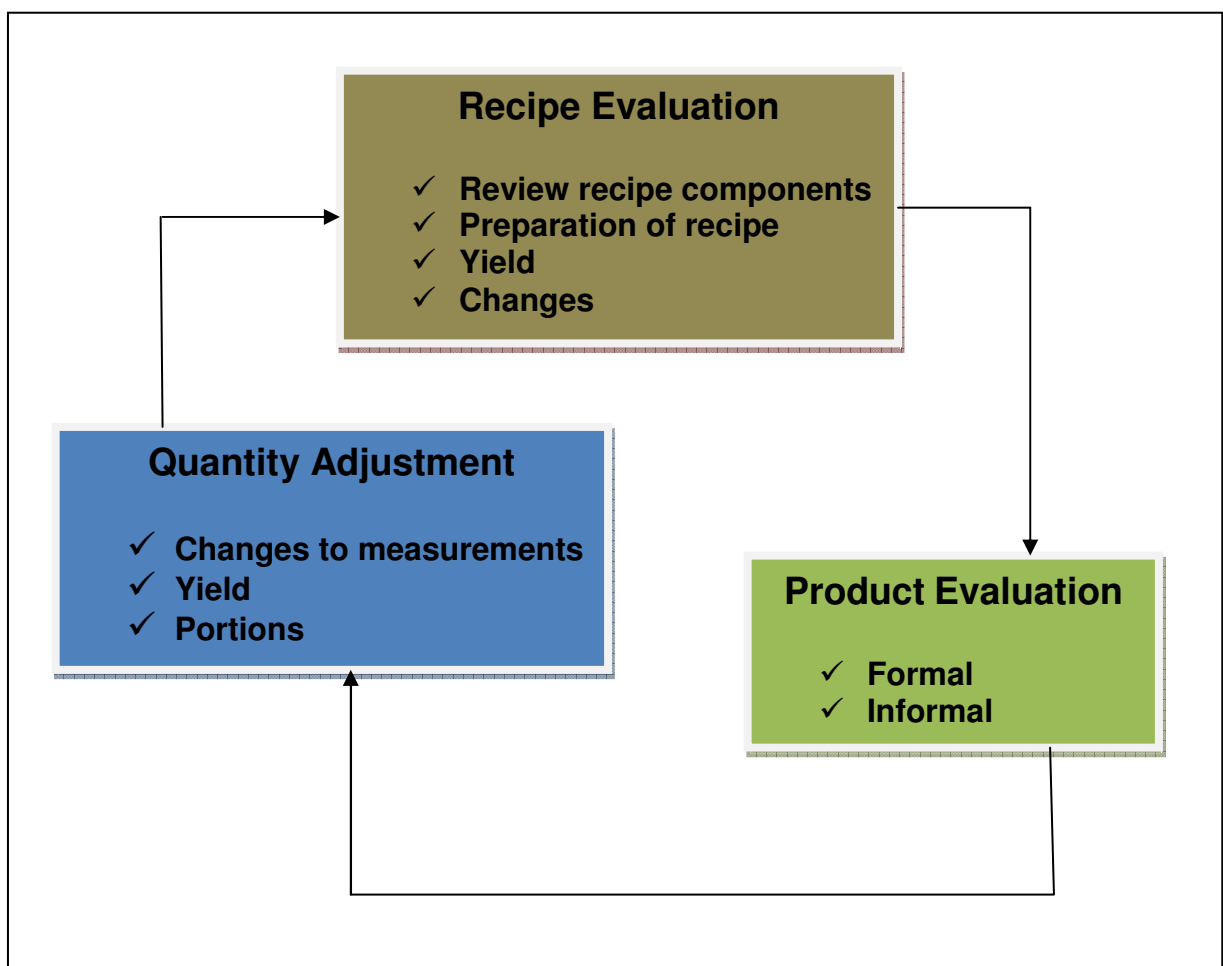 Recipe Evaluation
✓ Review recipe components
✓ Preparation of recipe
✓ Yield
✓ Changes
Quantity Adjustment
✓ Changes to measurements
✓ Yield
✓ Portions
Product Evaluation
✓ Formal
✓ Informal